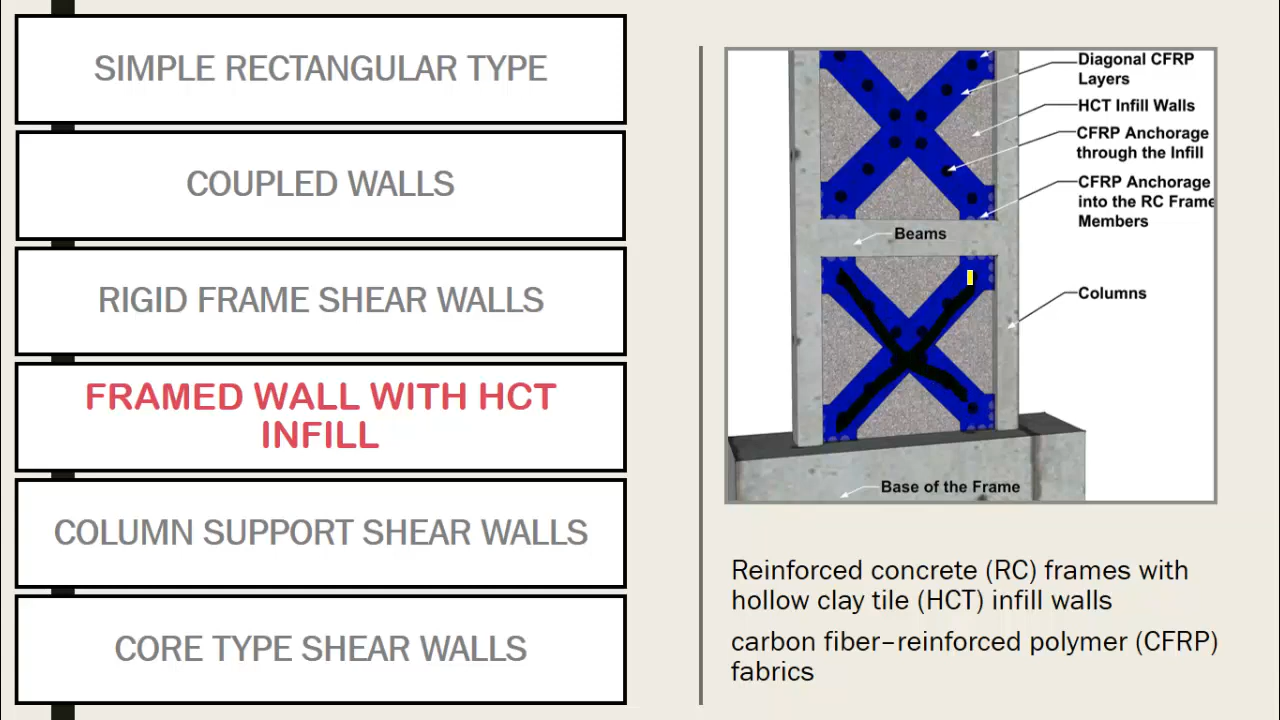 SIMPLE RECTANGULAR TYPE
COUPLED WALLS
RIGID FRAME SHEAR WALLS
FRAMED WALL WITH HCT
INFILL
COLUMN SUPPORT SHEAR WALLS
CORE TYPE SHEAR WALLS
Diagonal CFRP
Layers
HCT Infill Walls
CFRP Anchorage
through the Infill
CFRP Anchorage
into the RC Frame
Members
Beams
Columns
Base of the Frame
Reinforced concrete (RC) frames with
hollow clay tile (HCT) infill walls
carbon fiber–reinforced polymer (CFRP)
fabrics